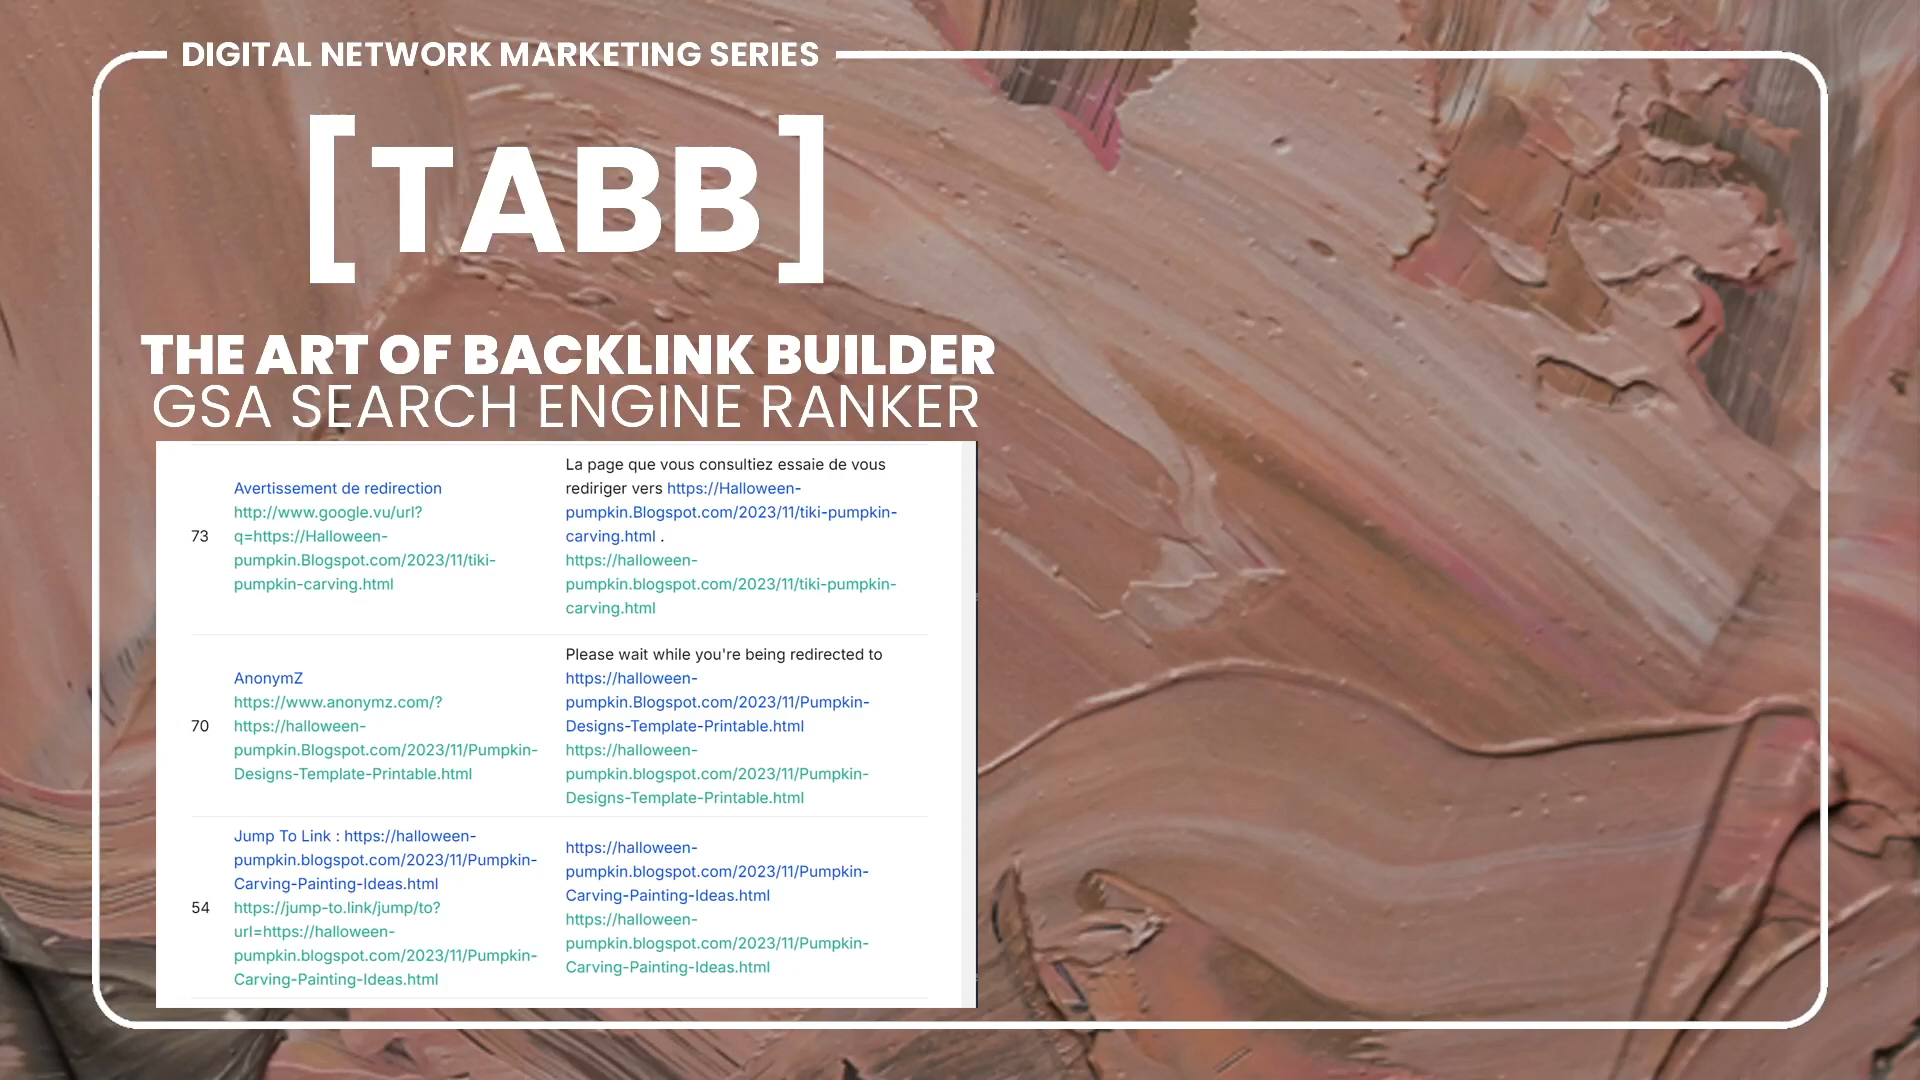 DIGITAL NETWORK MARKETING SERIES
[TABB]
THE ART OF BACKLINK BUILDER
GSA SEARCH ENGINE RANKER
73
Avertissement de redirection
http://www.google.vu/url?
q=https://Halloween-
pumpkin.Blogspot.com/2023/11/tiki-
pumpkin-carving.html
La page que vous consultiez essaie de vous
rediriger vers https://Halloween-
pumpkin.Blogspot.com/2023/11/tiki-pumpkin-
carving.html .
https://halloween-
pumpkin.blogspot.com/2023/11/tiki-pumpkin-
carving.html
70
AnonymZ
https://www.anonymz.com/?
https://halloween-
pumpkin.Blogspot.com/2023/11/Pumpkin-
Designs-Template-Printable.html
Please wait while you're being redirected to
https://halloween-
pumpkin.Blogspot.com/2023/11/Pumpkin-
Designs-Template-Printable.html
https://halloween-
pumpkin.blogspot.com/2023/11/Pumpkin-
Designs-Template-Printable.html
54
Jump To Link : https://halloween-
pumpkin.blogspot.com/2023/11/Pumpkin-
Carving-Painting-Ideas.html
https://jump-to.link/jump/to?
url=https://halloween-
pumpkin.blogspot.com/2023/11/Pumpkin-
Carving-Painting-Ideas.html
https://halloween-
pumpkin.blogspot.com/2023/11/Pumpkin-
Carving-Painting-Ideas.html
https://halloween-
pumpkin.blogspot.com/2023/11/Pumpkin-
Carving-Painting-Ideas.html